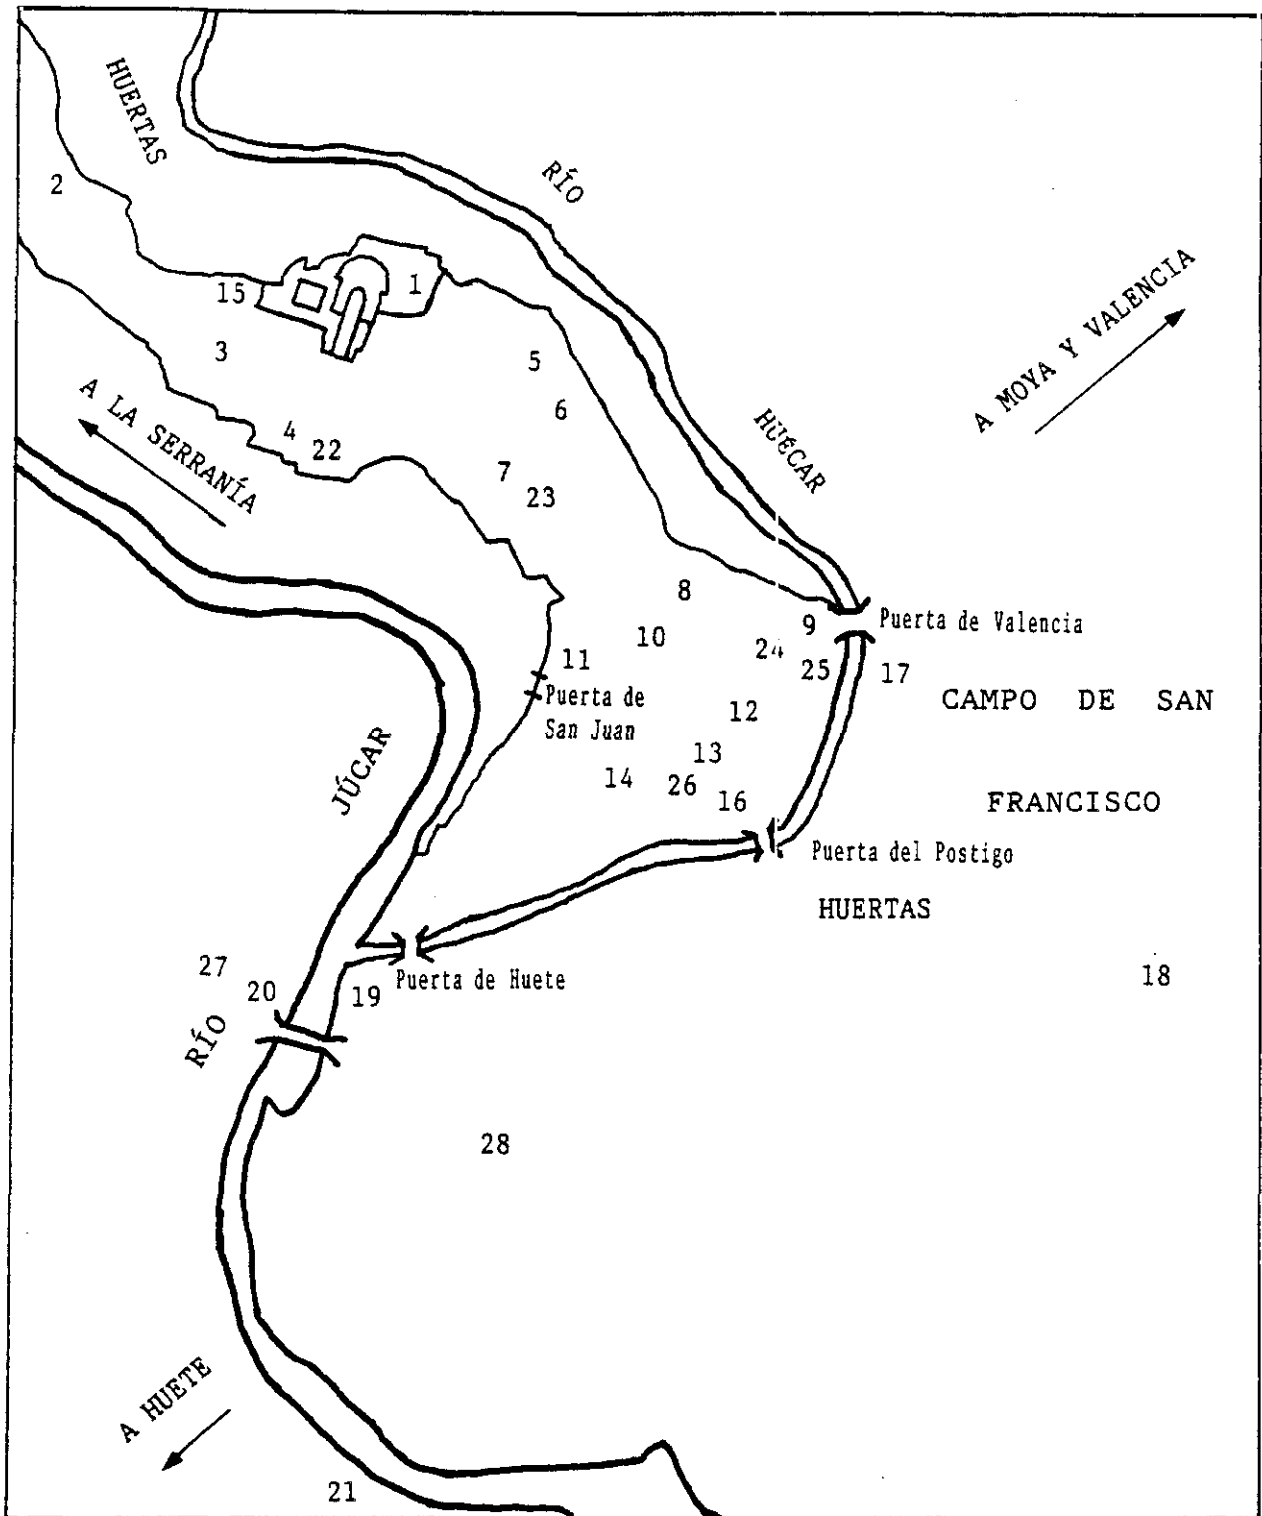 HUERTAS
2
RÍO
15
1
3
5
A MOYA Y VALENCIA
6
A LA SERRANÍA
4
22
7
23
HUÉCAR
8
9
Puerta de Valencia
10
24
11
25
17
Puerta de
San Juan
CAMPO DE SAN
12
13
14
26
16
FRANCISCO
JÚCAR
Puerta del Postigo
HUERTAS
27
20
19
Puerta de Huete
18
RÍO
28
A HUETE
21